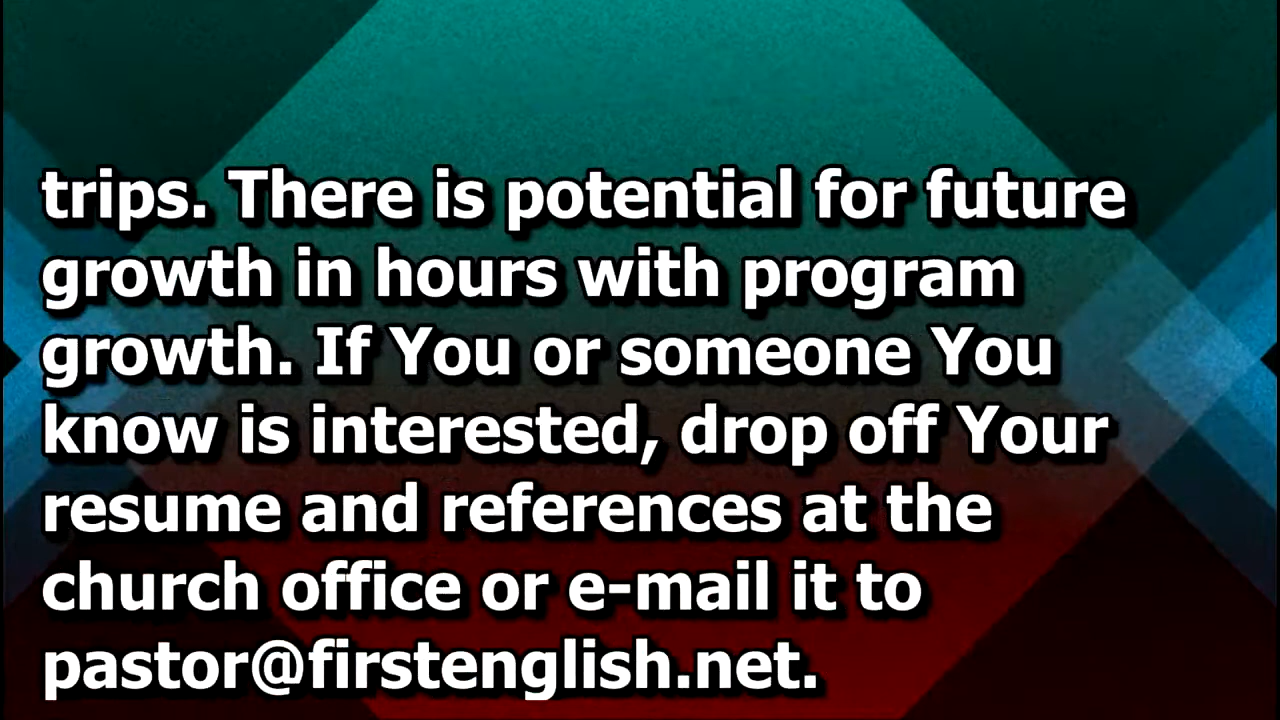 trips. There is potential for future
growth in hours with program
growth. If You or someone You
know is interested, drop off Your
resume and references at the
church office or e-mail it to
pastor@firstenglish.net.